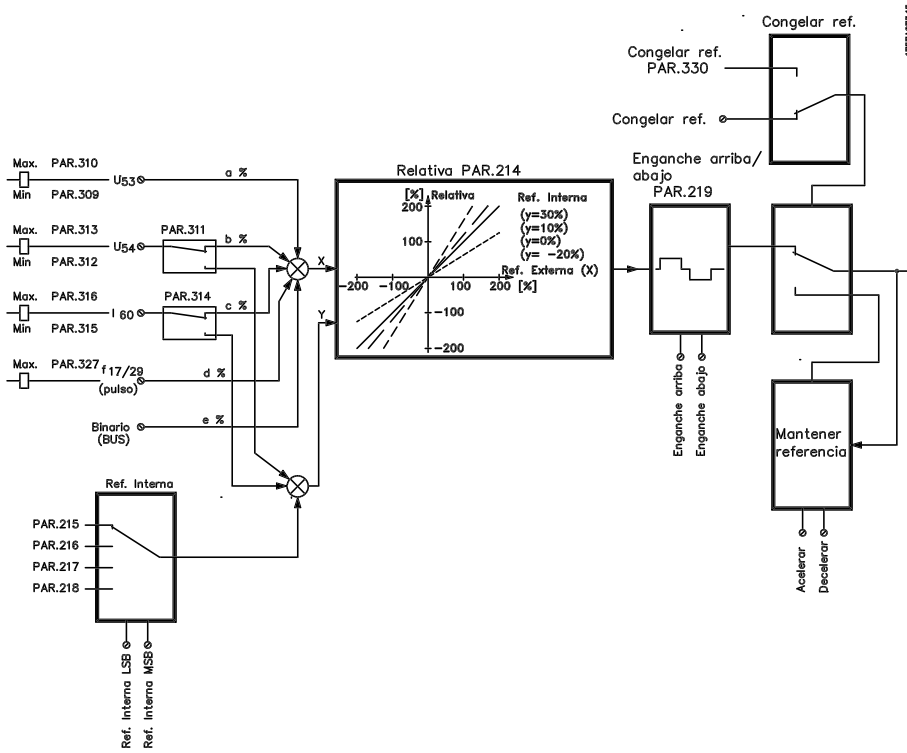 Congelar ref.
Congelar ref.
PAR.330
Congelar ref.
Enganche arriba/
abajo
PAR.219
Max. PAR.310
U53
a %
Min PAR.309
Max. PAR.313
U54
PAR.311
b %
Min PAR.312
Max. PAR.316
I 60
PAR.314
c %
Min PAR.315
Max. PAR.327
f17/29
(pulso)
d %
Binario
(BUS)
e %
X
Y
Relativa PAR.214
[%] Relativa
200
100
-200 -100
100 200
-100
-200
[%]
Ref. Interna
(y=30%)
(y=10%)
(y=0%)
(y= -20%)
Ref. Externa (X)
Enganche arriba
Enganche abajo
Mantener
referencia
Acelerar
Decelerar
Ref. Interna
PAR.215
PAR.216
PAR.217
PAR.218
Ref. Interna LSB
Ref. Interna MSB